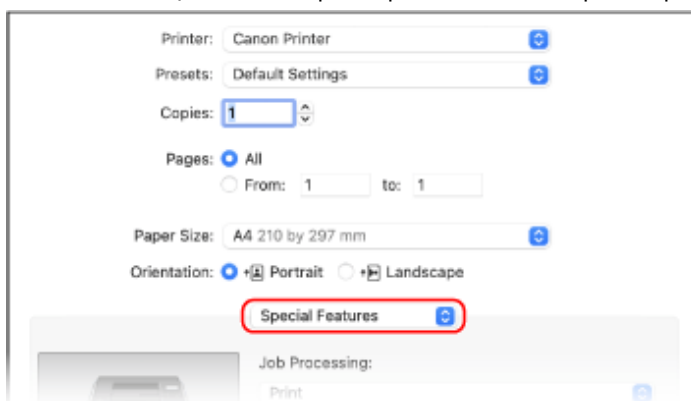 Printer: Canon Printer
Presets: Default Settings
Copies: 1
Pages: All
From: 1 to: 1
Paper Size: A4 210 by 297 mm
Orientation: Portrait Landscape
Special Features
Job Processing:
Print